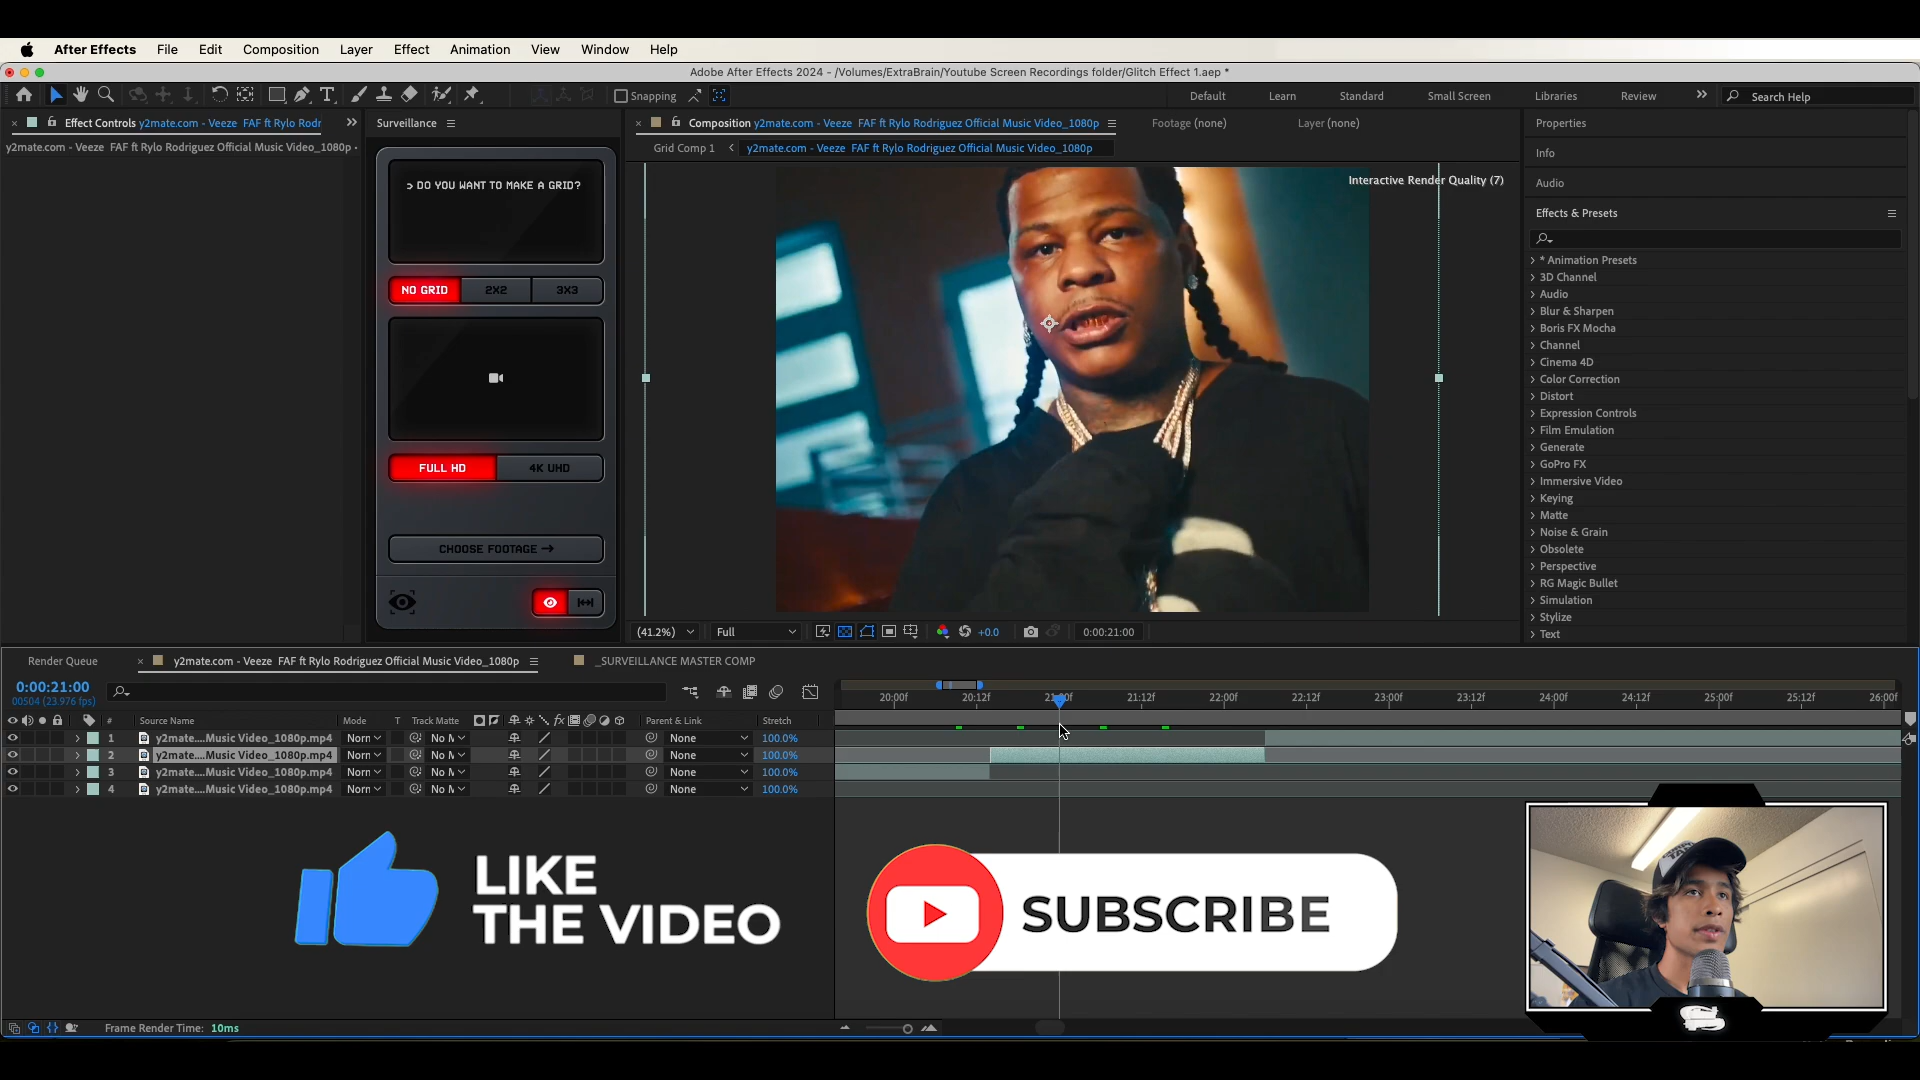 After Effects File Edit Composition Layer Effect Animation View Window Help
Adobe After Effects 2024 - /Volumes/ExtraBrain/Youtube Screen Recordings folder/Glitch Effect 1.aep *
Snapping
Default Learn Standard Small Screen Libraries Review Search Help
Effect Controls y2mate.com - Veeze FAF ft Rylo Rodr
y2mate.com - Veeze FAF ft Rylo Rodriguez Official Music Video_1080p •
Surveillance
> DO YOU WANT TO MAKE A GRID?
NO GRID 2X2 3X3
FULL HD 4K UHD
CHOOSE FOOTAGE
Composition y2mate.com - Veeze FAF ft Rylo Rodriguez Official Music Video_1080p
Footage (none) Layer (none)
Grid Comp 1 y2mate.com - Veeze FAF ft Rylo Rodriguez Official Music Video_1080p
Interactive Render Quality (7)
(41.2%) Full +0.0 0:00:21:00
Properties
Info
Audio
Effects & Presets
* Animation Presets
3D Channel
Audio
Blur & Sharpen
Boris FX Mocha
Channel
Cinema 4D
Color Correction
Distort
Expression Controls
Film Emulation
Generate
GoPro FX
Immersive Video
Keying
Matte
Noise & Grain
Obsolete
Perspective
RG Magic Bullet
Simulation
Stylize
Text
Render Queue y2mate.com - Veeze FAF ft Rylo Rodriguez Official Music Video_1080p _SURVEILLANCE MASTER COMP
0:00:21:00
00504 (23.976 fps)
20:00f 20:12f 21:00f 21:12f 22:00f 22:12f 23:00f 23:12f 24:00f 24:12f 25:00f 25:12f 26:00f
# Source Name Mode T Track Matte fx Parent & Link Stretch
1 y2mate....Music Video_1080p.mp4 Norn No M None 100.0%
2 y2mate....Music Video_1080p.mp4 Norn No M None 100.0%
3 y2mate....Music Video_1080p.mp4 Norn No M None 100.0%
4 y2mate....Music Video_1080p.mp4 Norn No M None 100.0%
LIKE
THE VIDEO
SUBSCRIBE
Frame Render Time: 10ms